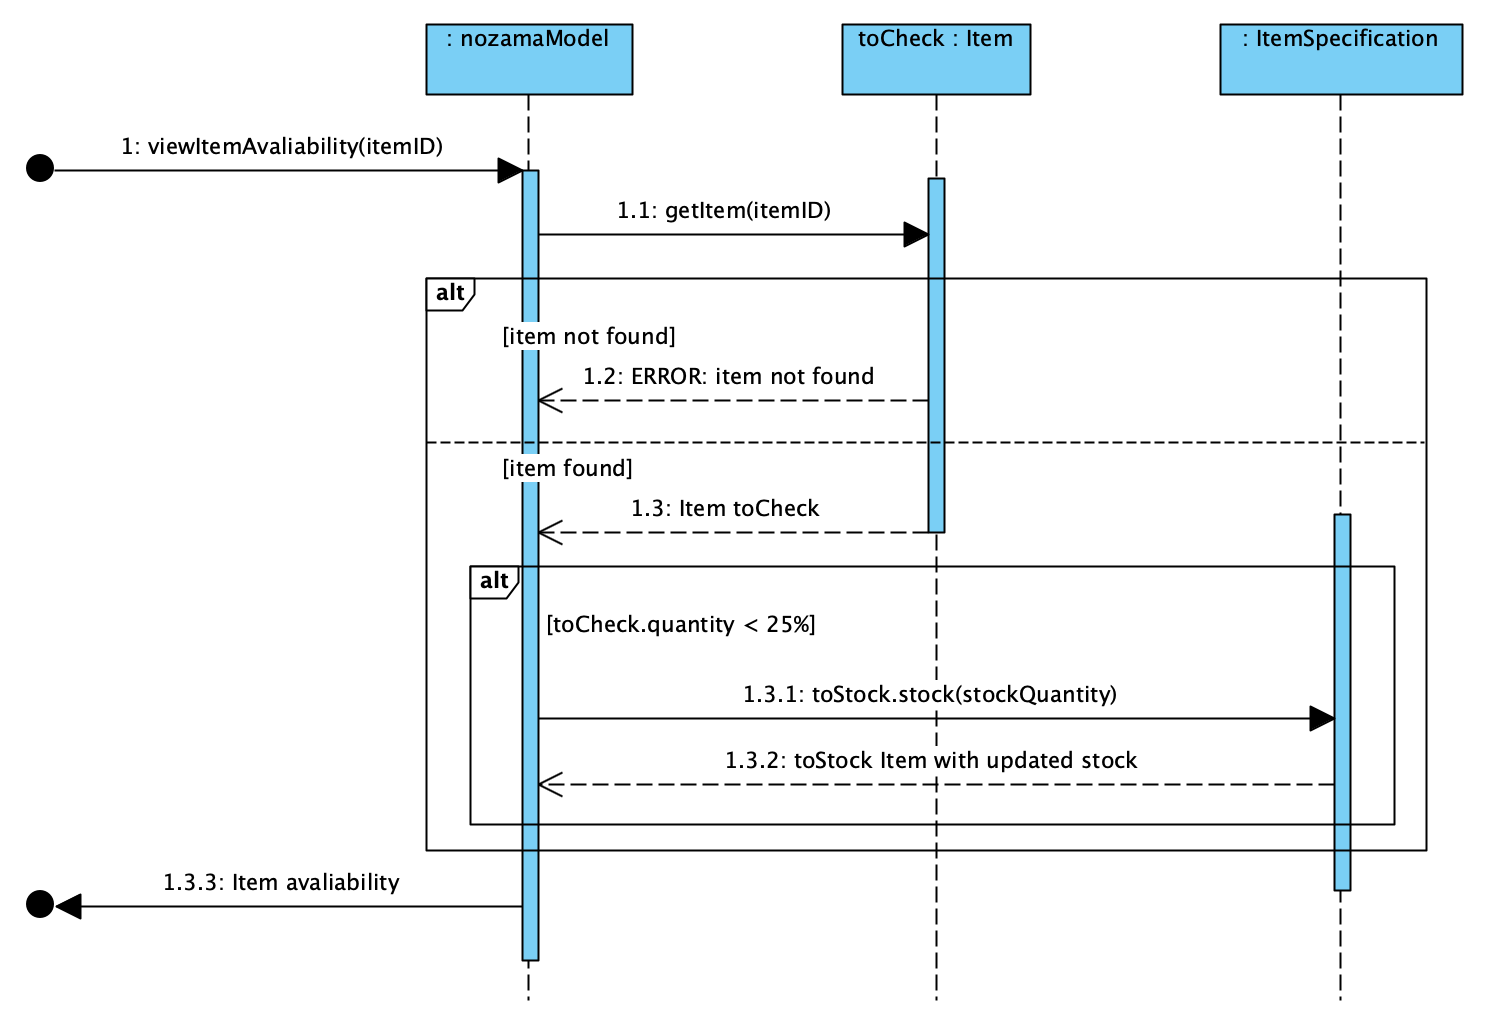 : nozamaModel
toCheck : Item
: ItemSpecification
1: viewItemAvaliability(itemID)
1.1: getItem(itemID)
alt
[item not found]
1.2: ERROR: item not found
[item found]
1.3: Item toCheck
alt
[toCheck.quantity < 25%]
1.3.1: toStock.stock(stockQuantity)
1.3.2: toStock Item with updated stock
1.3.3: Item avaliability